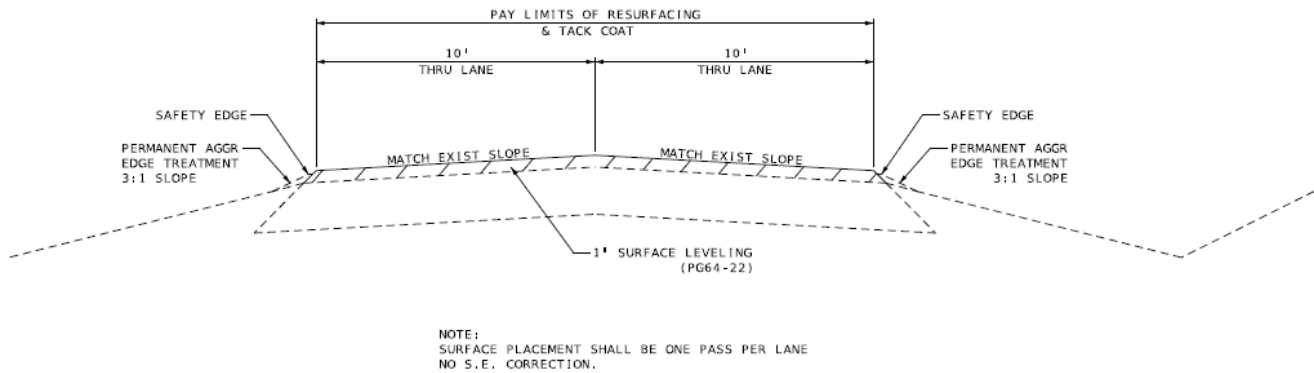 PAY LIMITS OF RESURFACING
& TACK COAT
10'
THRU LANE
10'
THRU LANE
SAFETY EDGE
SAFETY EDGE
PERMANENT AGGR
EDGE TREATMENT
3:1 SLOPE
MATCH EXIST SLOPE
MATCH EXIST SLOPE
PERMANENT AGGR
EDGE TREATMENT
3:1 SLOPE
1" SURFACE LEVELING
(PG64-22)
NOTE:
SURFACE PLACEMENT SHALL BE ONE PASS PER LANE
NO S.E. CORRECTION.